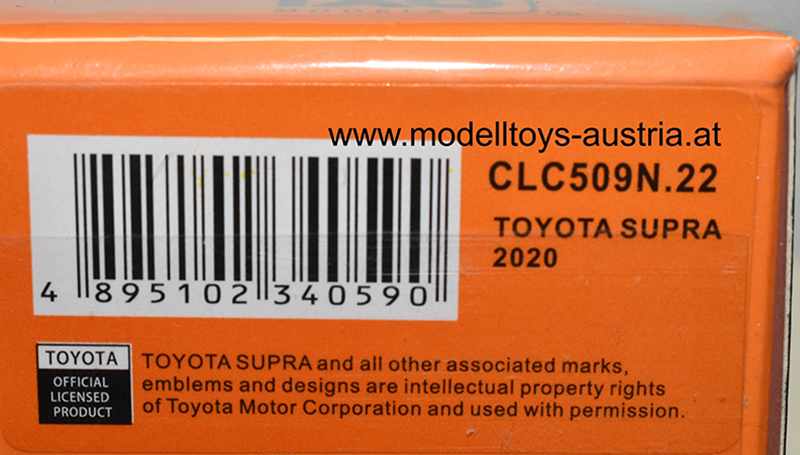 MODELS
www.modelltoys-austria.at
CLC509N.22
TOYOTA SUPRA
2020
4 895102 340590
TOYOTA
OFFICIAL
LICENSED
PRODUCT
TOYOTA SUPRA and all other associated marks,
emblems and designs are intellectual property rights
of Toyota Motor Corporation and used with permission.